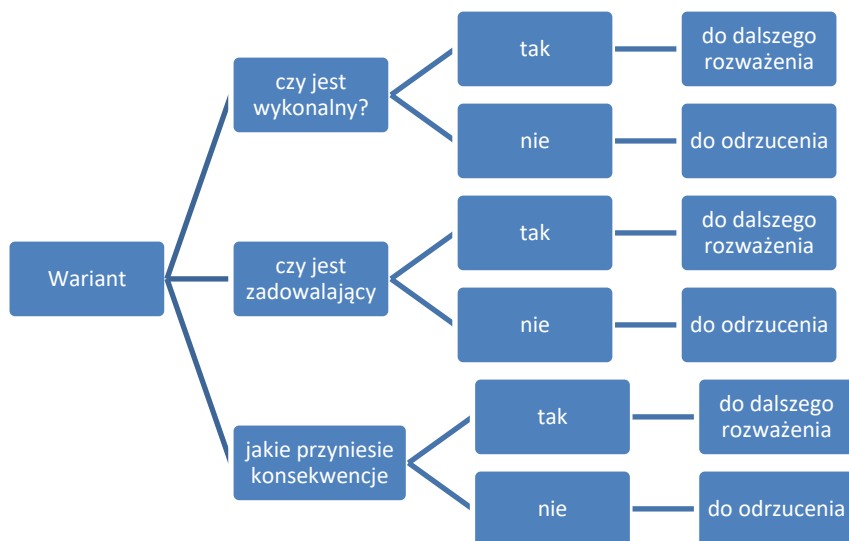 Wariant
czy jest
wykonalny?
tak
do dalszego
rozważenia
nie
do odrzucenia
czy jest
zadowalający
tak
do dalszego
rozważenia
nie
do odrzucenia
jakie przyniesie
konsekwencje
tak
do dalszego
rozważenia
nie
do odrzucenia